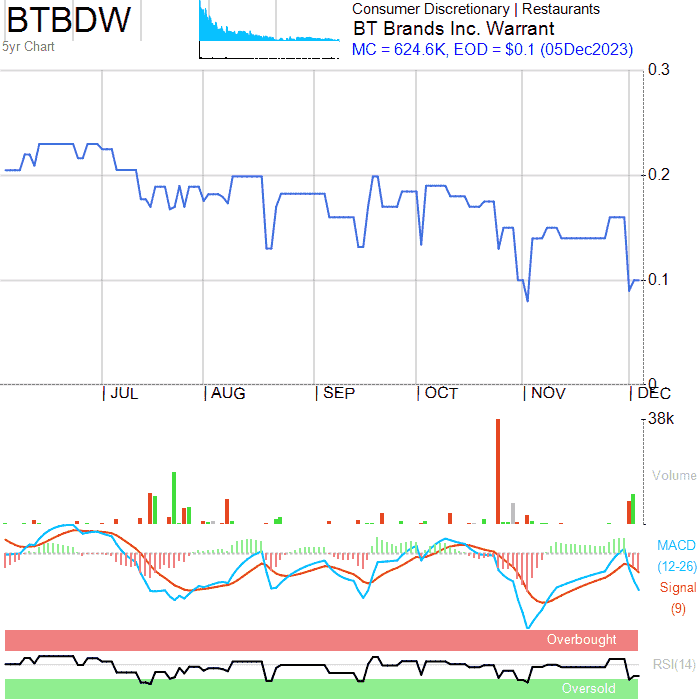 BTBDW
5yr Chart
Consumer Discretionary | Restaurants
BT Brands Inc. Warrant
MC = 624.6K, EOD = $0.1 (05Dec2023)
0.3
0.2
0.1
0
JUL AUG SEP OCT NOV DEC
38k
Volume
MACD
(12-26)
Signal
(9)
Overbought
RSI(14)
Oversold